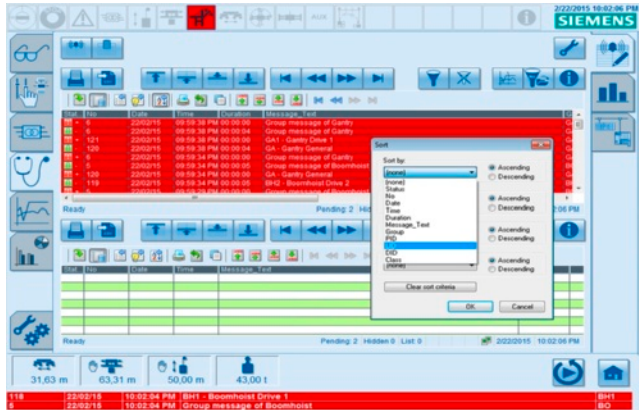 2/22/2015 10:02:06 PM
SIEMENS
AUX
Stat. No Date Time Duration Message_Text
6 22/02/15 09:59:38 PM 00:00:00 Group message of Gantry
6 22/02/15 09:59:38 PM 00:00:04 Group message of Gantry
121 22/02/15 09:59:38 PM 00:00:00 GA1 - Gantry Drive 1
120 22/02/15 09:59:38 PM 00:00:04 GA - Gantry General
6 22/02/15 09:59:34 PM 00:00:00 Group message of Gantry
5 22/02/15 09:59:34 PM Group message of Boomhoist
120 22/02/15 09:59:34 PM 00:00:00 GA - Gantry General
119 22/02/15 09:59:34 PM 00:00:05 BH2 - Boomhoist Drive 2
Ready Pending: 2
2:06 PM
Sort
Sort by:
(none)
Ascending
Descending
(none)
Status
No
Date
Time
Duration
Message_Text
Group
PID
DID
Class
Ascending
Descending
Ascending
Descending
(none)
Ascending
Descending
Clear sort criteria
OK Cancel
Stat. No Date Time Message_Text
Ready Pending: 2 Hidden 0 List: 0 2/22/2015 10:02:06 PM
31,63 m 63,31 m 50,00 m 43,00 t
118 22/02/15 10:02:04 PM BH1 - Boomhoist Drive 1 BH1
5 22/02/15 10:02:04 PM Group message of Boomhoist BO